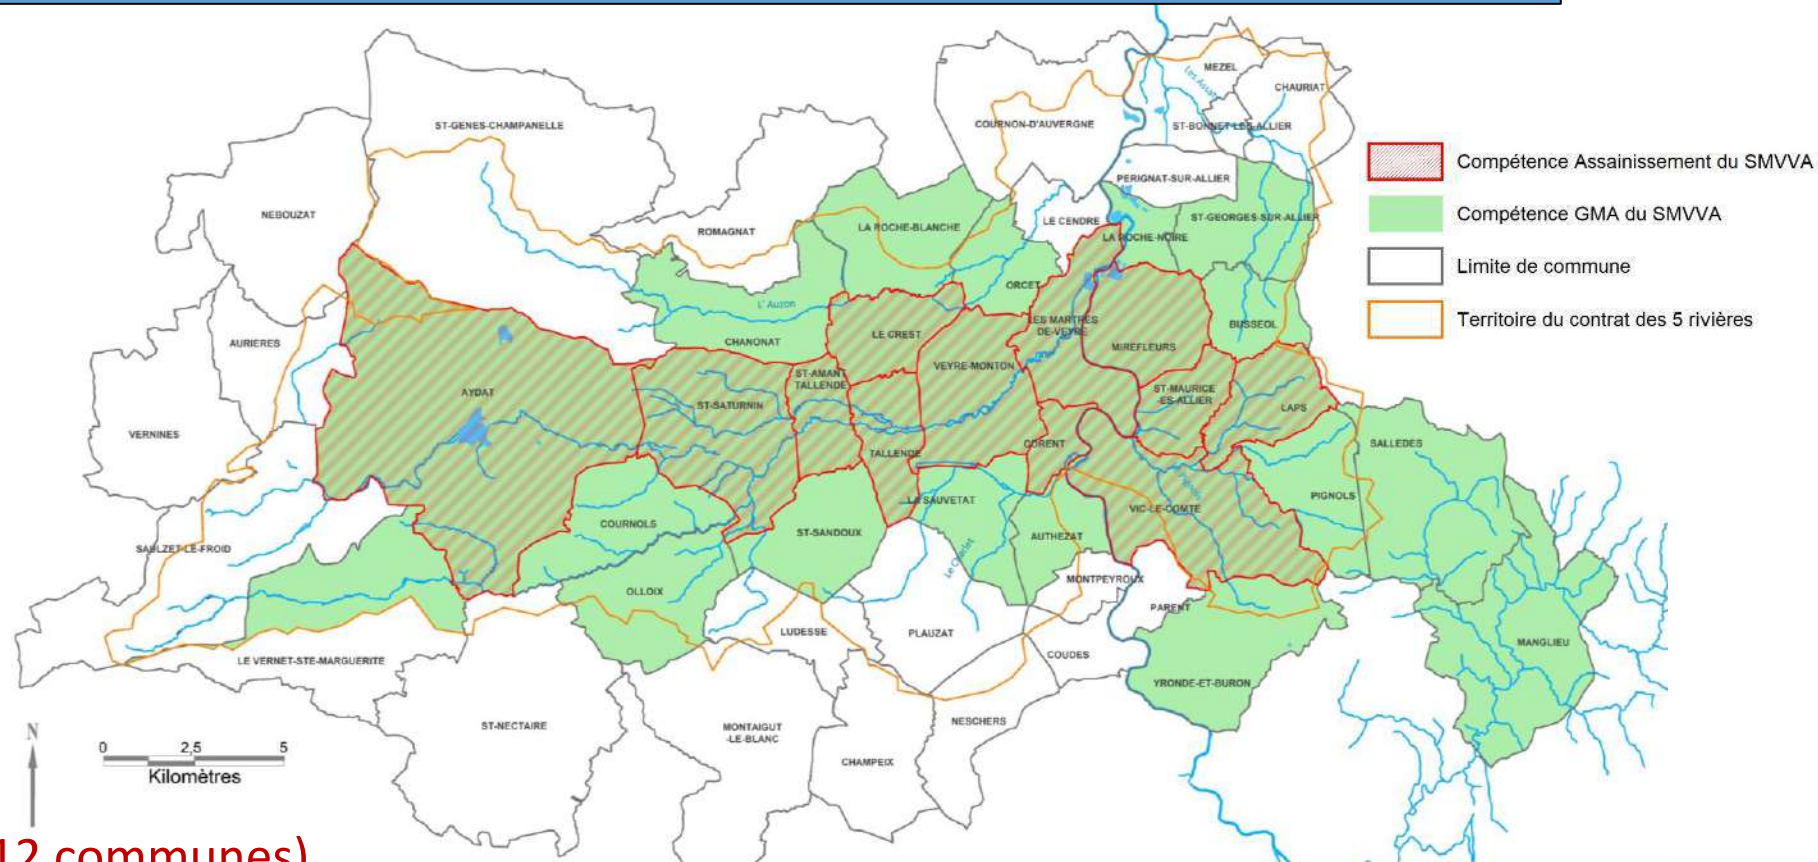 MEZEL
Les Assats
CHAURIAT
ST-GENES-CHAMPANELLE
COURNON-D'AUVERGNE
ST-BONNET-LES-ALLIER
Compétence Assainissement du SMVVA
PERIGNAT-SUR-ALLIER
NEBOUZAT
Compétence GMA du SMVVA
ROMAGNAT
LA ROCHE-BLANCHE
LE CENDRE
ST-GEORGES-SUR-ALLIER
LA ROCHE-NOIRE
Limite de commune
ORCET
L' Auzon
LES MARTRES
DE-VEYRE
Territoire du contrat des 5 rivières
BUSSEOL
AURIERES
CHANONAT
LE CREST
MIREFLEURS
VEYRE-MONTON
ST-AMANT
TALLENDE
AYDAT
ST-SATURNIN
ST-MAURICE
-ES-ALLIER
LAPS
VERNINES
TALLENDE
CORENT
SALLEDES
LA SAUVETAT
PIGNOLS
Pignols
VIC-LE-COMTE
COURNOLS
ST-SANDOUX
AUTHEZAT
SAULZET-LE-FROID
Le Charlet
MONTPEYROUX
OLLOIX
PARENT
LUDESSE
PLAUZAT
MANGLIEU
LE VERNET-STE-MARGUERITE
COUDES
YRONDE-ET-BURON
ST-NECTAIRE
MONTAIGUT
-LE-BLANC
NESCHERS
CHAMPEIX
N
0 2,5 5
Kilomètres
12 communes)